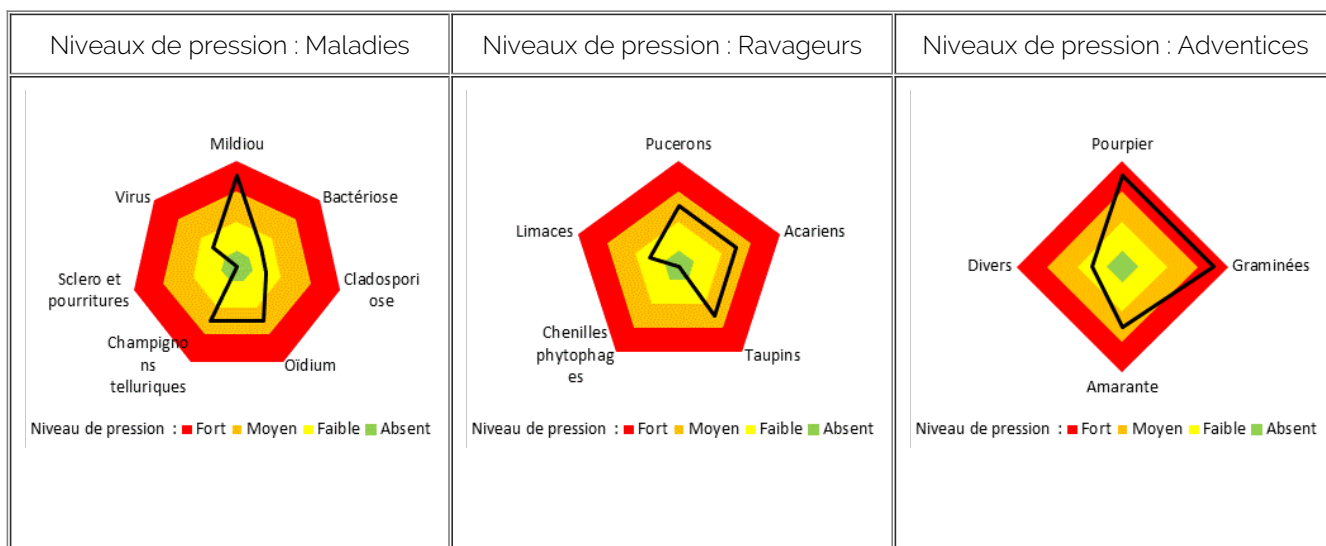 Niveaux de pression : Maladies
Niveaux de pression : Ravageurs
Niveaux de pression : Adventices
Mildiou
Virus
Bactériose
Sclero et
pourritures
Cladospori
ose
Champigno
ns
telluriques
Oïdium
Niveau de pression : Fort Moyen Faible Absent
Pucerons
Limaces
Acariens
Chenilles
phytophag
es
Taupins
Niveau de pression : Fort Moyen Faible Absent
Pourpier
Divers
Graminées
Amarante
Niveau de pression : Fort Moyen Faible Absent